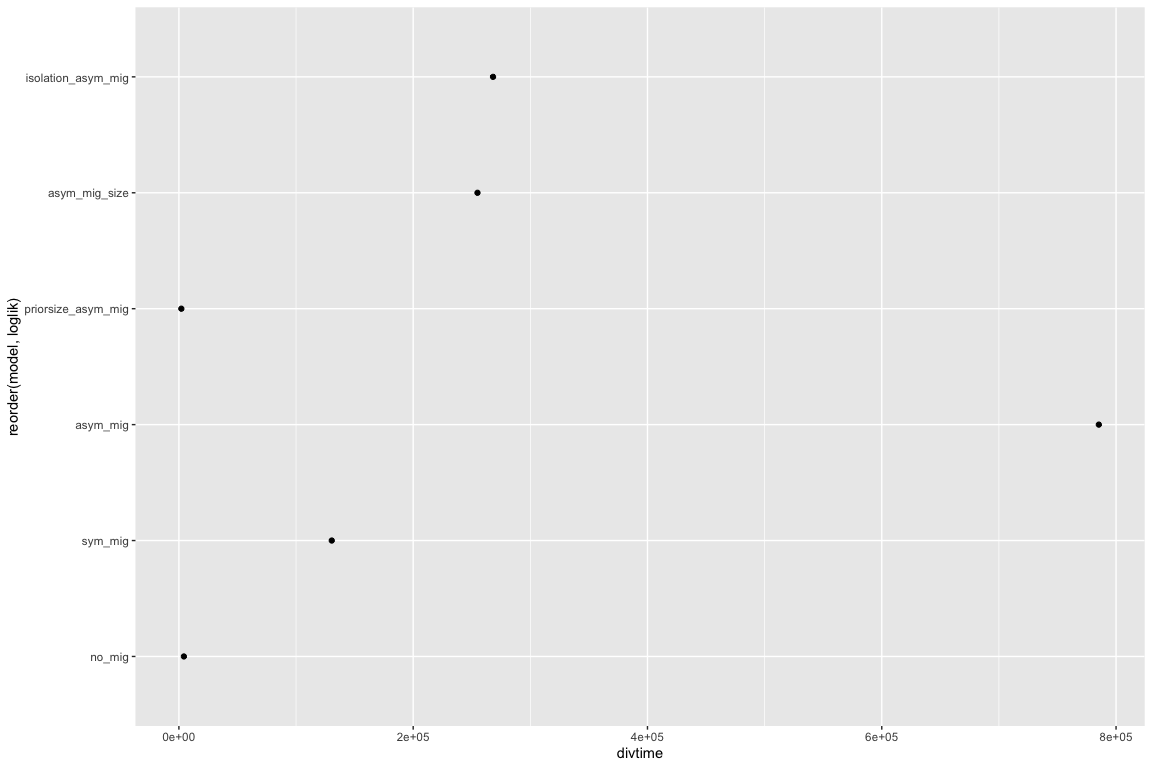 reorder(model, loglik)
isolation_asym_mig
asym_mig_size
priorsize_asym_mig
asym_mig
sym_mig
no_mig
0e+00 2e+05 4e+05 6e+05 8e+05
divtime